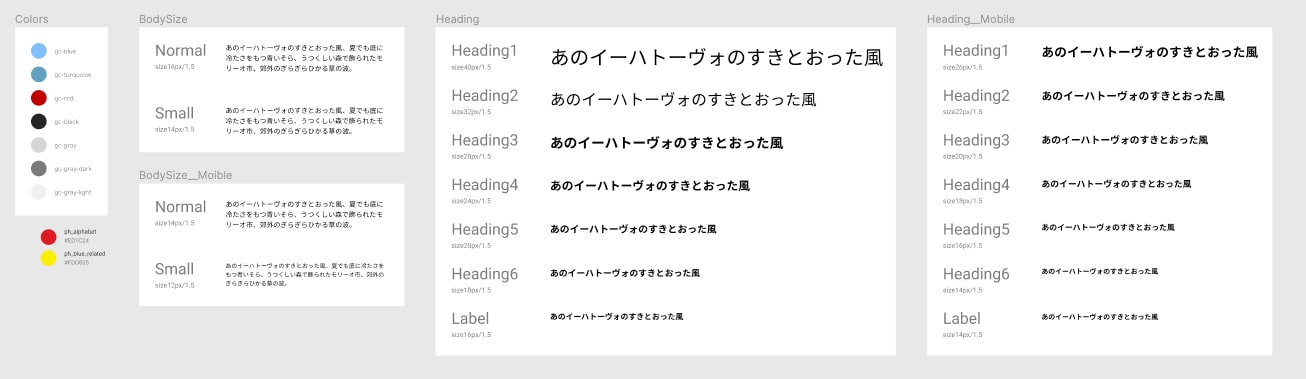 Colors
gc-blue
gc-turquoise
gc-red
gc-black
gc-gray
gc-gray-dark
gc-gray-light
ph_alphabet
#ED1C24
ph_blue_related
BodySize
Normal
size16px/1.5
あのイーハトーヴォのすきとおった風、夏でも底に
冷たさをもつ青いそら、うつくしい森で飾られたモ
リーオ市、郊外のぎらぎらひかる草の波。
Small
size14px/1.5
あのイーハトーヴォのすきとおった風、夏でも底に
冷たさをもつ青いそら、うつくしい森で飾られたモ
リーオ市、郊外のぎらぎらひかる草の波。
BodySize__Moible
Normal
size14px/1.5
あのイーハトーヴォのすきとおった風、夏でも底に
冷たさをもつ青いそら、うつくしい森で飾られたモ
リーオ市、郊外のぎらぎらひかる草の波。
Small
size12px/1.5
あのイーハトーヴォのすきとおった風、夏でも底に冷たさを
もつ青いそら、うつくしい森で飾られたモリーオ市、郊外の
ぎらぎらひかる草の波。
Heading
Heading1
size40px/1.5
あのイーハトーヴォのすきとおった風
Heading2
size32px/1.5
あのイーハトーヴォのすきとおった風
Heading3
size28px/1.5
あのイーハトーヴォのすきとおった風
Heading4
size24px/1.5
あのイーハトーヴォのすきとおった風
Heading5
size20px/1.5
あのイーハトーヴォのすきとおった風
Heading6
size18px/1.5
あのイーハトーヴォのすきとおった風
Label
size16px/1.5
あのイーハトーヴォのすきとおった風
Heading__Mobile
Heading1
size26px/1.5
あのイーハトーヴォのすきとおった風
Heading2
size22px/1.5
あのイーハトーヴォのすきとおった風
Heading3
size20px/1.5
あのイーハトーヴォのすきとおった風
Heading4
size18px/1.5
あのイーハトーヴォのすきとおった風
Heading5
size16px/1.5
あのイーハトーヴォのすきとおった風
Heading6
size14px/1.5
あのイーハトーヴォのすきとおった風
Label
size14px/1.5
あのイーハトーヴォのすきとおった風